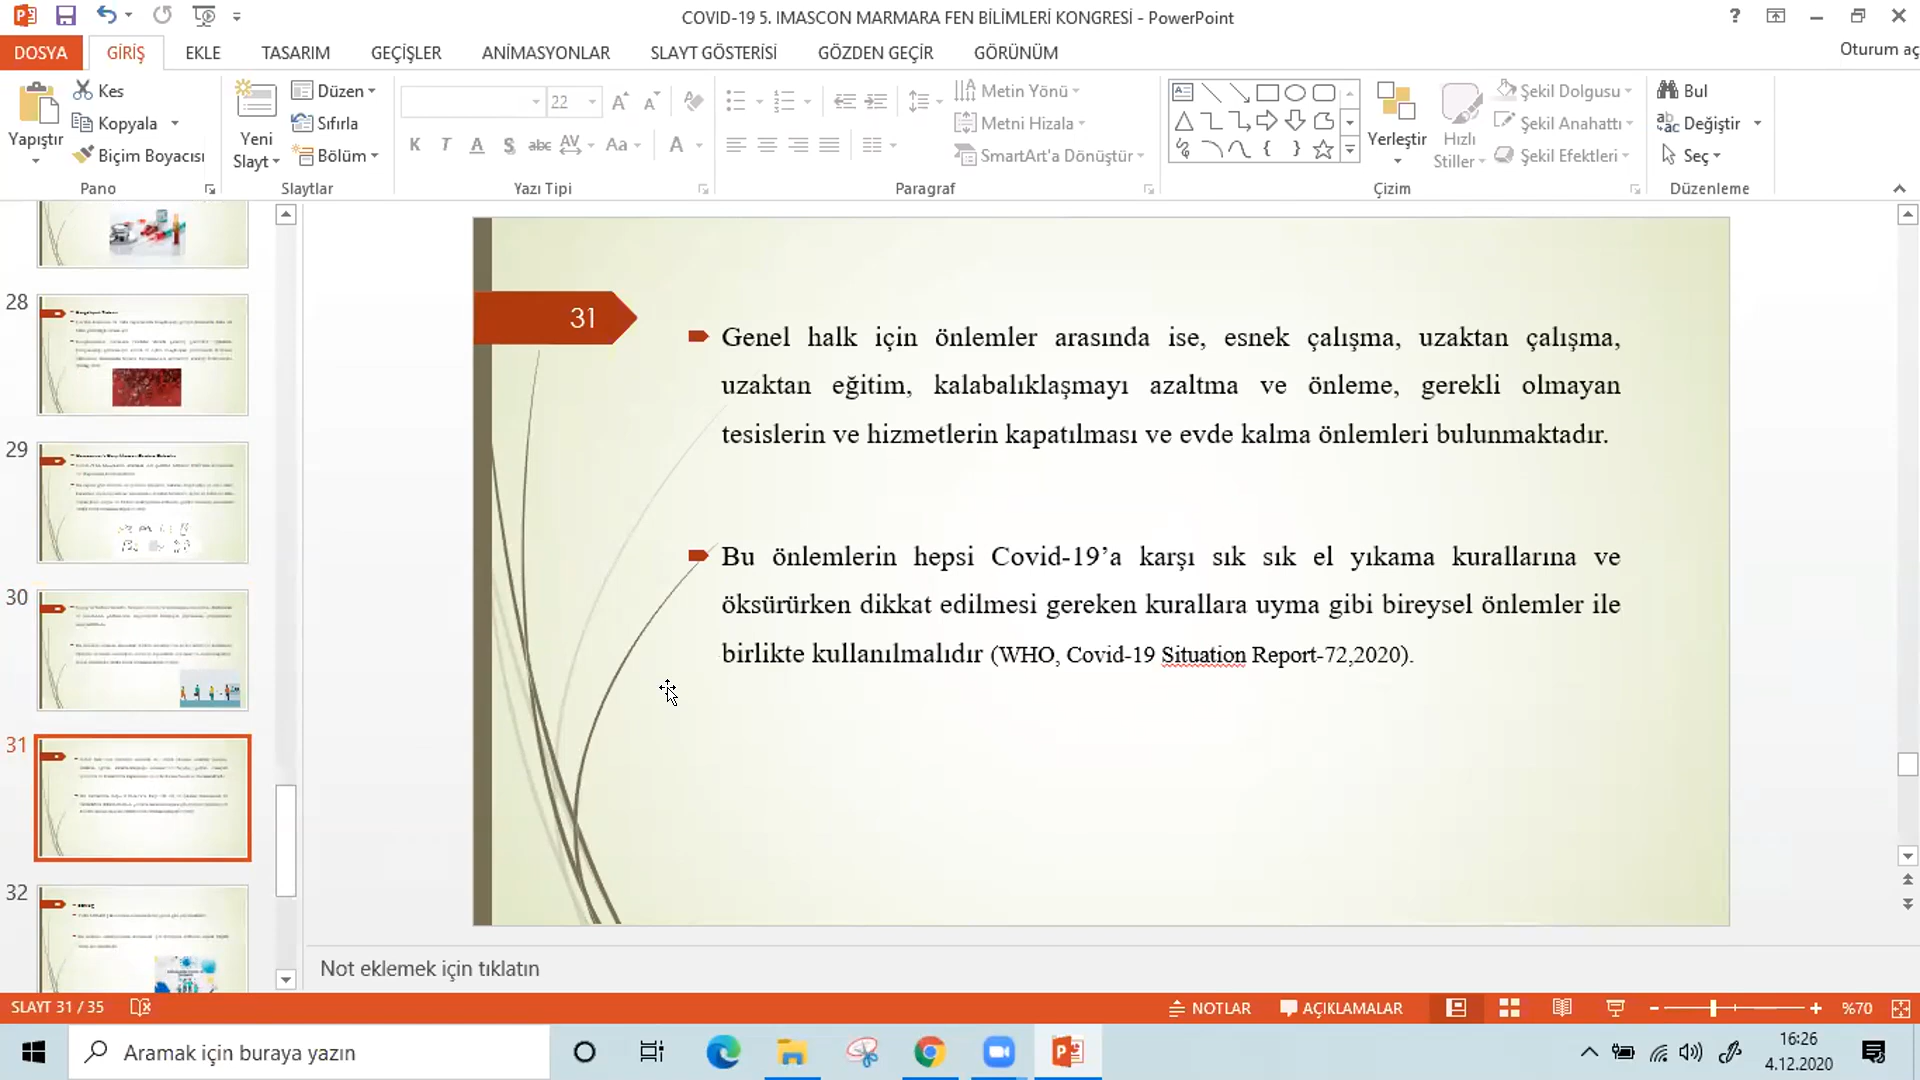 COVID-19 5. IMASCON MARMARA FEN BİLİMLERİ KONGRESİ - PowerPoint
?
DOSYA GİRİŞ EKLE TASARIM GEÇİŞLER ANİMASYONLAR SLAYT GÖSTERİSİ GÖZDEN GEÇİR GÖRÜNÜM Oturum aç
Yapıştır
Kes
Kopyala
Biçim Boyacısı
Pano
Yeni
Slayt
Düzen
Sıfırla
Bölüm
Slaytlar
22
K T A S abc AV Aa A
Yazı Tipi
Metin Yönü
Metni Hizala
SmartArt'a Dönüştür
Paragraf
Yerleştir
Hızlı
Stiller
Şekil Dolgusu
Şekil Anahattı
Şekil Efektleri
Çizim
Bul
Değiştir
Seç
Düzenleme
28
29
30
31
32
31
Genel halk için önlemler arasında ise, esnek çalışma, uzaktan çalışma,
uzaktan eğitim, kalabalıklaşmayı azaltma ve önleme, gerekli olmayan
tesislerin ve hizmetlerin kapatılması ve evde kalma önlemleri bulunmaktadır.
Bu önlemlerin hepsi Covid-19’a karşı sık sık el yıkama kurallarına ve
öksürürken dikkat edilmesi gereken kurallara uyma gibi bireysel önlemler ile
birlikte kullanılmalıdır (WHO, Covid-19 Situation Report-72,2020).
Not eklemek için tıklatın
SLAYT 31 / 35 NOTLAR AÇIKLAMALAR %70
Aramak için buraya yazın
16:26
4.12.2020